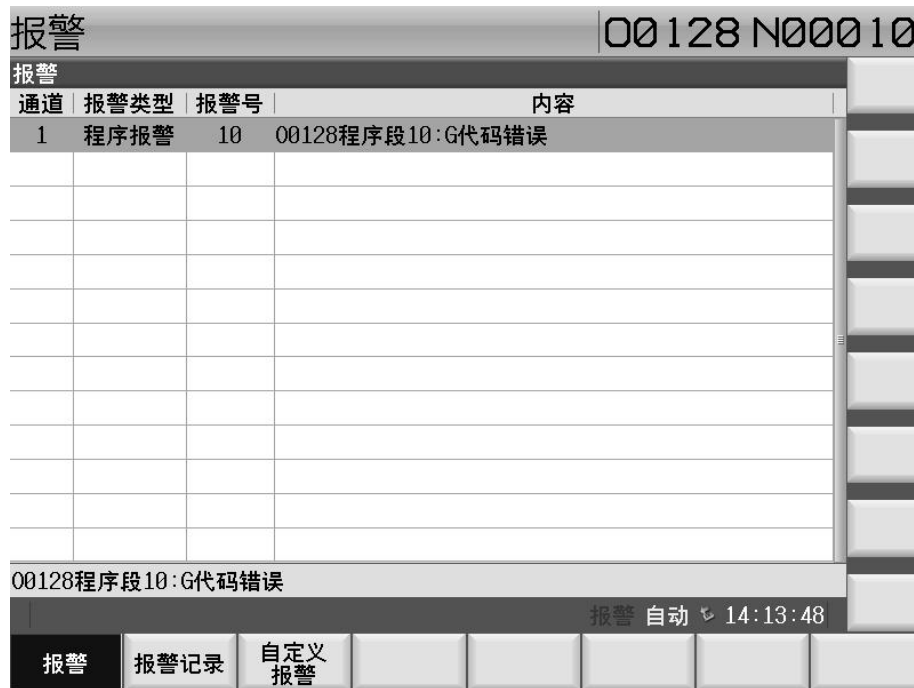 报警 O0128 N00010
报警
通道 报警类型 报警号 内容
1 程序报警 10 O0128程序段10:G代码错误
O0128程序段10:G代码错误
报警 自动 14:13:48
报警 报警记录 自定义
报警